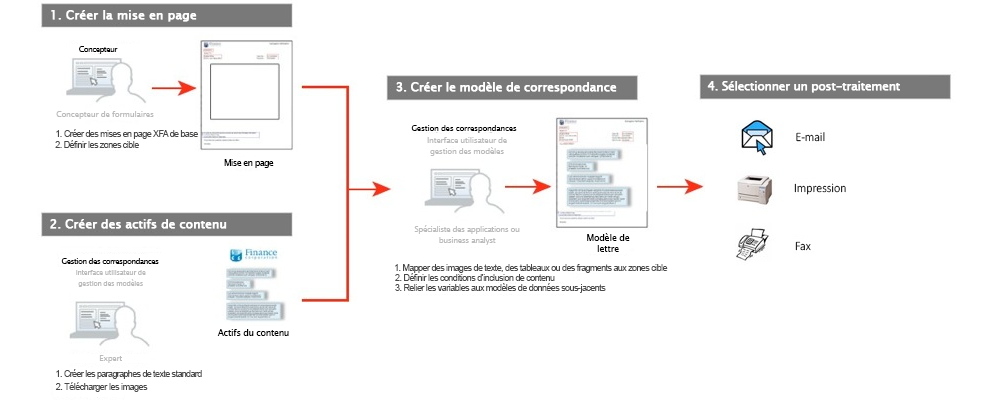 1. Créer la mise en page
Concepteur
Concepteur de formulaires
1. Créer des mises en page XFA de base
2. Définir les zones cible
Mise en page
2. Créer des actifs de contenu
Gestion des correspondances
Interface utilisateur de
gestion des modèles
Expert
Finance
corporation
Actifs du contenu
1. Créer les paragraphes de texte standard
2. Télécharger les images
3. Créer le modèle de correspondance
Gestion des correspondances
Interface utilisateur de
gestion des modèles
Spécialiste des applications ou
business analyst
Modèle de
lettre
1. Mapper des images de texte, des tableaux ou des fragments aux zones cible
2. Définir les conditions d'inclusion de contenu
3. Relier les variables aux modèles de données sous-jacents
4. Sélectionner un post-traitement
E-mail
Impression
Fax